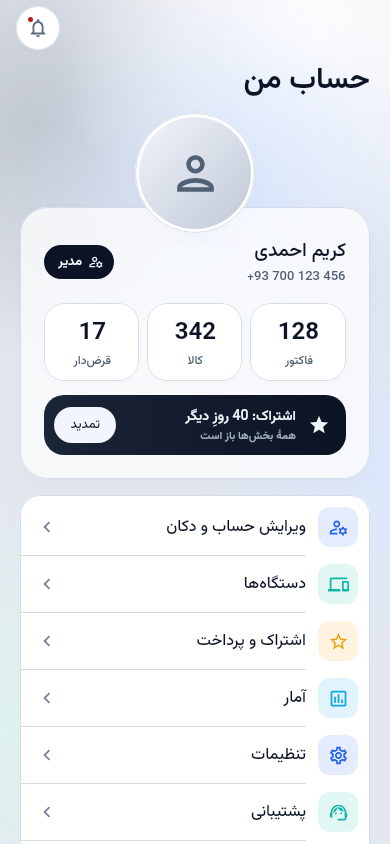 حساب من
کریم احمدی
مدیر
+93 700 123 456
128
342
17
فاکتور
کالا
قرض‌دار
اشتراک: 40 روزِ دیگر
همهٔ بخش‌ها باز است
تمدید
ویرایش حساب و دکان
دستگاه‌ها
اشتراک و پرداخت
آمار
تنظیمات
پشتیبانی